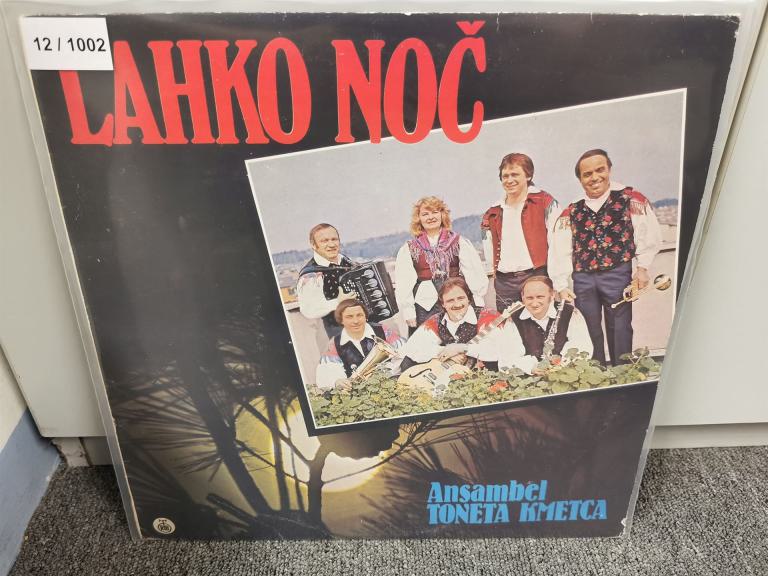 12 / 1002
LAHKO NOČ
Ansambel
TONETA KMETCA